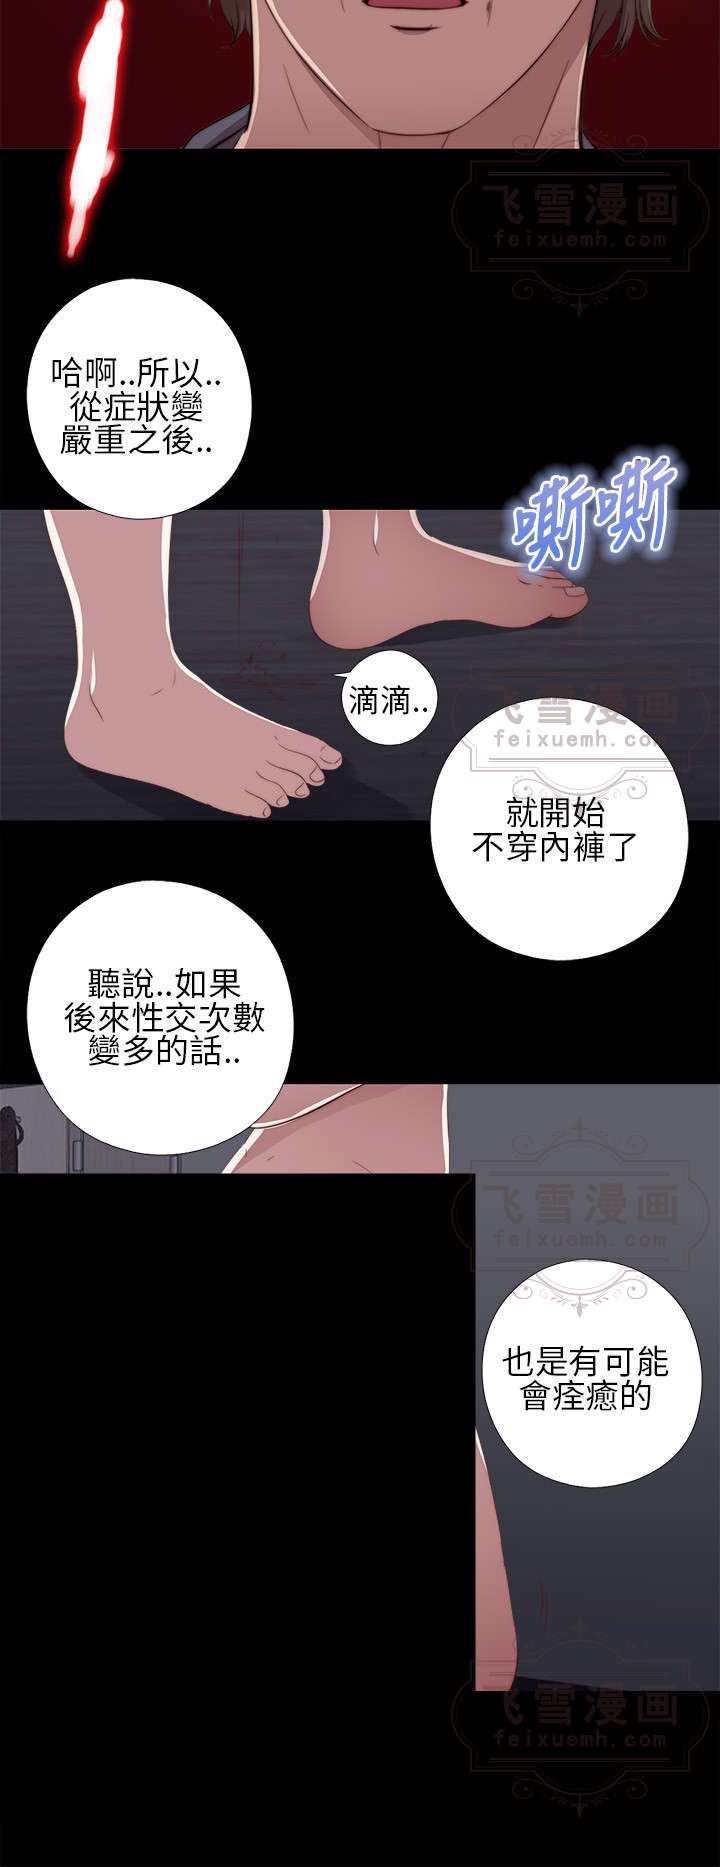 飞雪漫画
feixuemh.com
哈啊..所以..
從症狀變
嚴重之後..
嘶嘶
滴滴..
飞雪漫画
feixuemh.com
就開始
不穿內褲了
聽說..如果
後來性交次數
變多的話..
飞雪漫画
feixuemh.com
也是有可能
會痊癒的
飞雪漫画
feixuemh.com